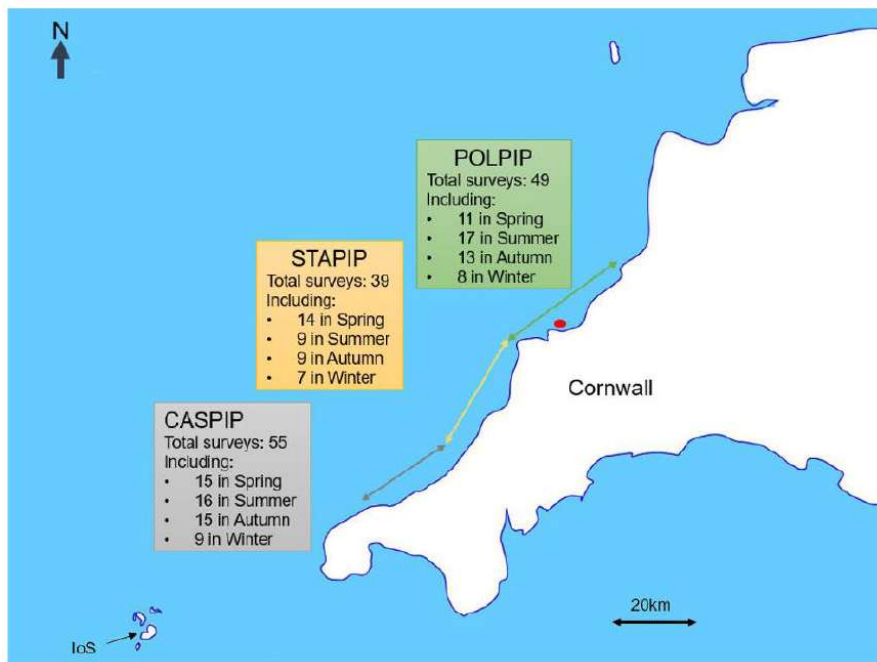 N
POLPIP
Total surveys: 49
Including:
• 11 in Spring
• 17 in Summer
• 13 in Autumn
• 8 in Winter
STAPIP
Total surveys: 39
Including:
• 14 in Spring
• 9 in Summer
• 9 in Autumn
• 7 in Winter
Cornwall
CASPIP
Total surveys: 55
Including:
• 15 in Spring
• 16 in Summer
• 15 in Autumn
• 9 in Winter
20km
IoS